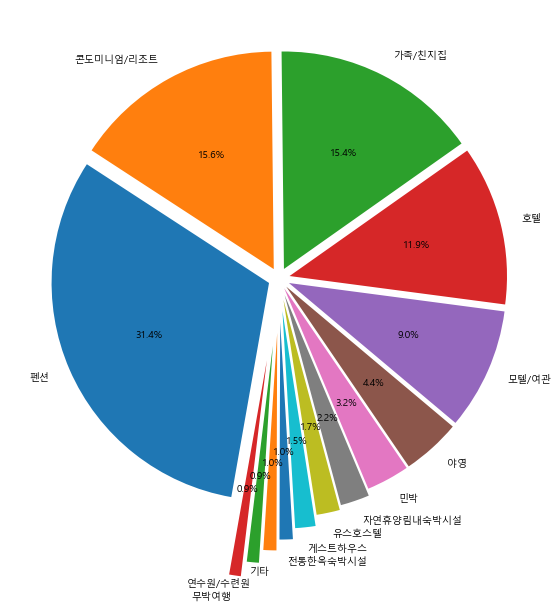 가족/친지집
콘도미니엄/리조트
15.6%
15.4%
호텔
11.9%
31.4%
9.0%
펜션
모텔/여관
4.4%
3.2%
2.2%
1.7%
1.5%
1.0%
1.0%
0.9%
0.9%
야영
민박
자연휴양림내숙박시설
유스호스텔
게스트하우스
전통한옥숙박시설
기타
연수원/수련원
무박여행